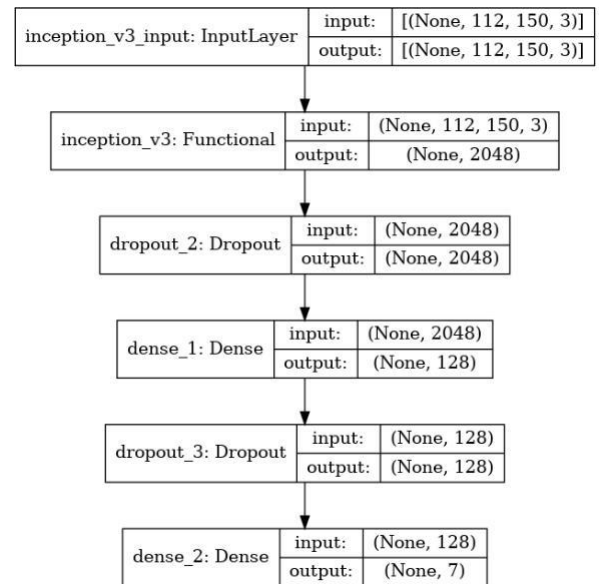 inception_v3_input: InputLayer input: [(None, 112, 150, 3)]
output: [(None, 112, 150, 3)]
inception_v3: Functional input: (None, 112, 150, 3)
output: (None, 2048)
dropout_2: Dropout input: (None, 2048)
output: (None, 2048)
dense_1: Dense input: (None, 2048)
output: (None, 128)
dropout_3: Dropout input: (None, 128)
output: (None, 128)
dense_2: Dense input: (None, 128)
output: (None, 7)